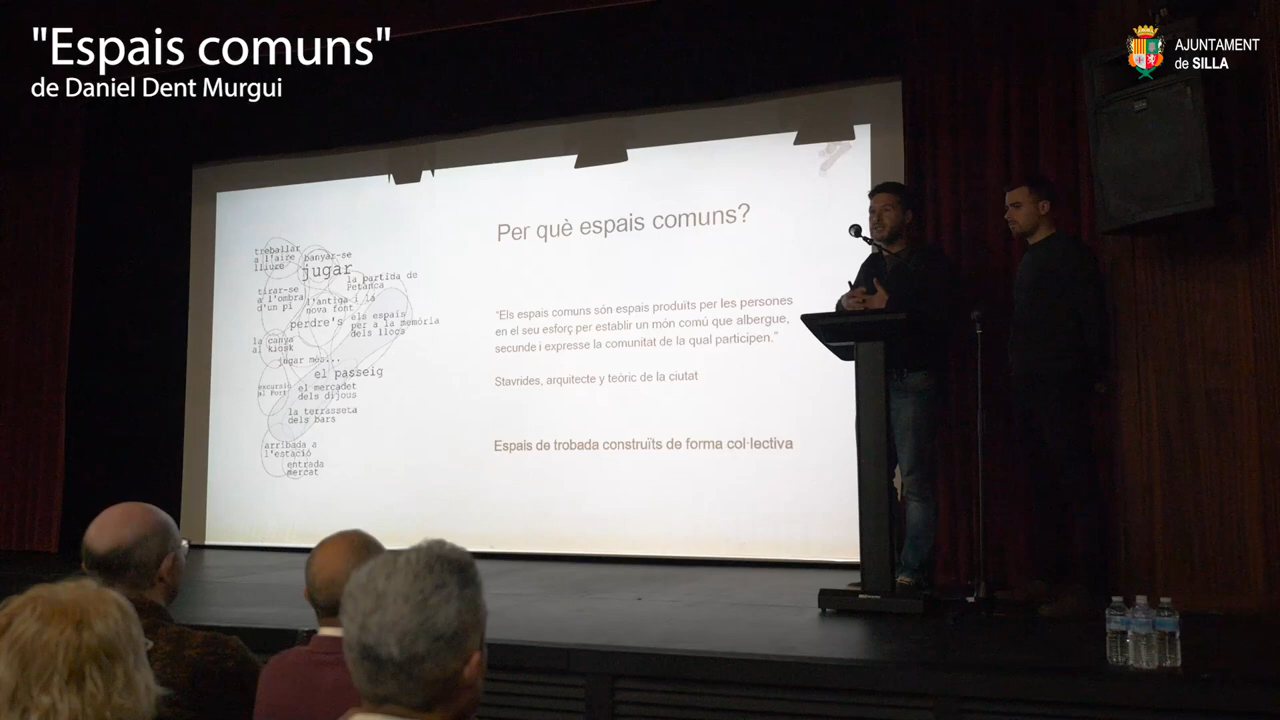 "Espais comuns"
de Daniel Dent Murgui
AJUNTAMENT
de SILLA
Per què espais comuns?
"Els espais comuns són espais produïts per les persones
en el seu esforç per establir un món comú que albergue,
secunde i expresse la comunitat de la qual participen."
Stavrides, arquitecte y teòric de la ciutat
Espais de trobada construïts de forma col·lectiva
treballar
a l'aire
lliure
banyar-se
jugar
la partida de
Petanca
tirar-se
a l'ombra
d'un pi
l'antiga i la
nova font
perdre's
els espais
per a la memòria
dels llocs
la canya
al kiosk
jugar més...
el passeig
excursió
al Port
el mercadet
dels dijous
la terrasseta
dels bars
arribada a
l'estació
entrada
mercat